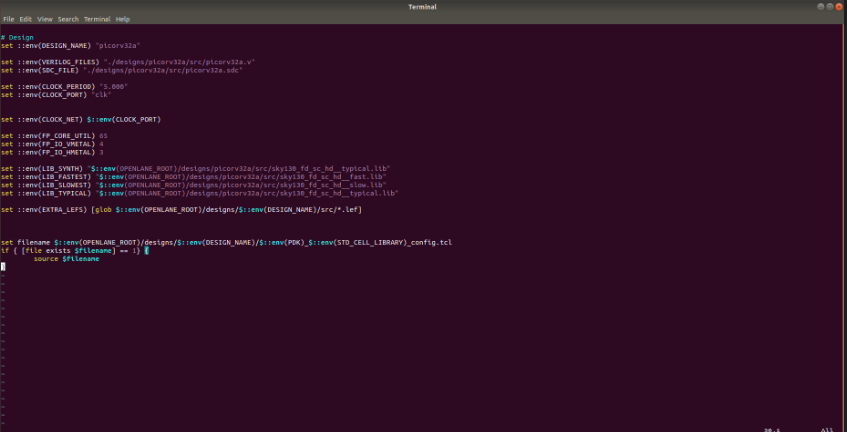 Terminal
File Edit View Search Terminal Help
# Design
set ::env(DESIGN_NAME) "picorv32a"
set ::env(VERILOG_FILES) "./designs/picorv32a/src/picorv32a.v"
set ::env(SDC_FILE) "./designs/picorv32a/src/picorv32a.sdc"
set ::env(CLOCK_PERIOD) "5.000"
set ::env(CLOCK_PORT) "clk"
set ::env(CLOCK_NET) $::env(CLOCK_PORT)
set ::env(FP_CORE_UTIL) 65
set ::env(FP_IO_VMETAL) 4
set ::env(FP_IO_HMETAL) 3
set ::env(LIB_SYNTH) "$::env(OPENLANE_ROOT)/designs/picorv32a/src/sky130_fd_sc_hd__typical.lib"
set ::env(LIB_FASTEST) "$::env(OPENLANE_ROOT)/designs/picorv32a/src/sky130_fd_sc_hd__fast.lib"
set ::env(LIB_SLOWEST) "$::env(OPENLANE_ROOT)/designs/picorv32a/src/sky130_fd_sc_hd__slow.lib"
set ::env(LIB_TYPICAL) "$::env(OPENLANE_ROOT)/designs/picorv32a/src/sky130_fd_sc_hd__typical.lib"
set ::env(EXTRA_LEFS) [glob $::env(OPENLANE_ROOT)/designs/$::env(DESIGN_NAME)/src/*.lef]
set filename $::env(OPENLANE_ROOT)/designs/$::env(DESIGN_NAME)/$::env(PDK)_$::env(STD_CELL_LIBRARY)_config.tcl
if { [file exists $filename] == 1} {
source $filename
}
All